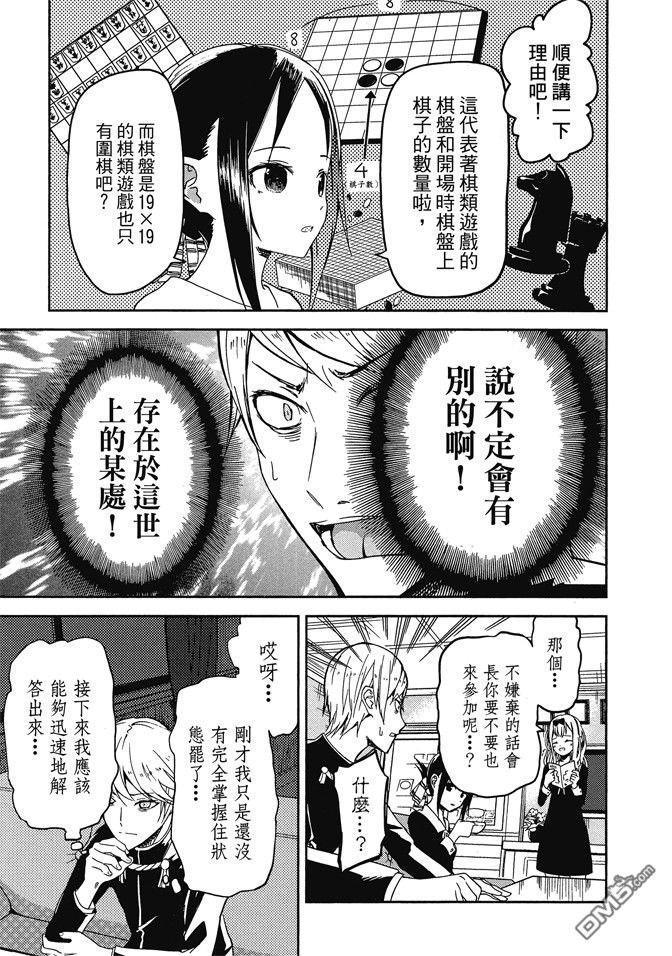 順便講一下
理由吧！
這代表著棋類遊戲的
棋盤和開場時棋盤上
棋子的數量啦，
8
8
4
（棋子數）
而棋盤是19×19
的棋類遊戲也只
有圍棋吧？
說不定會有
別的啊！
存在於這世
上的某處！
那個…
不嫌棄的話會
長你要不要也
來參加呢…？
什麼…？
哎呀…
剛才我只是還沒
有完全掌握住狀
態罷了…
接下來我應該
能夠迅速地解
答出來…
DM5.com